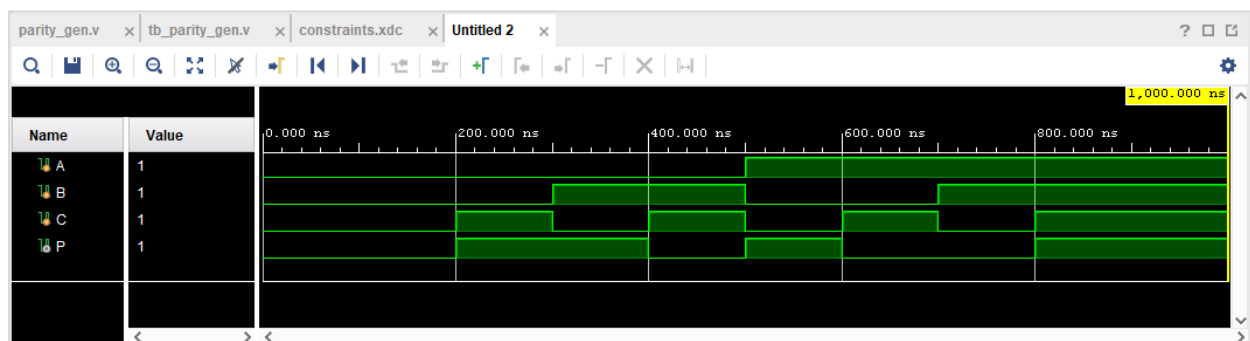 parity_gen.v × tb_parity_gen.v × constraints.xdc × Untitled 2 ×
1,000.000 ns
Name Value 0.000 ns 200.000 ns 400.000 ns 600.000 ns 800.000 ns
A 1
B 1
C 1
P 1